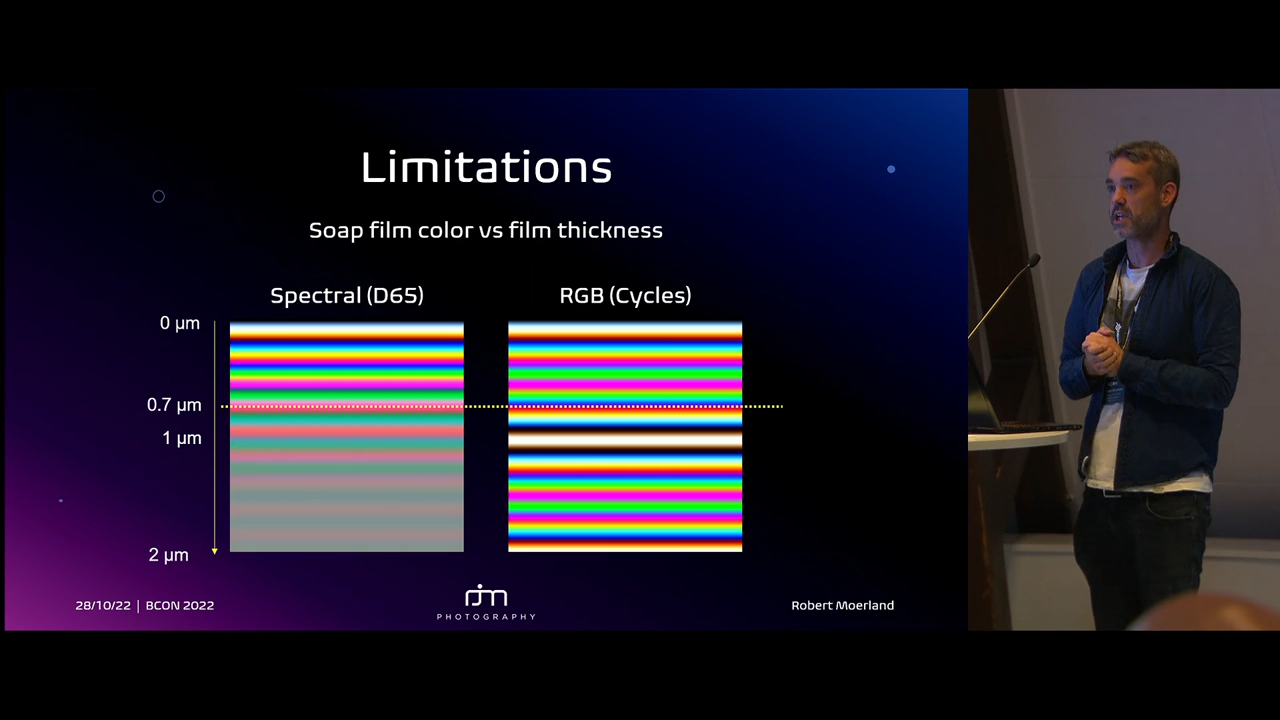 Limitations
Soap film color vs film thickness
Spectral (D65)
RGB (Cycles)
0 µm
0.7 µm
1 µm
2 µm
28/10/22 | BCON 2022
rjm
PHOTOGRAPHY
Robert Moerland